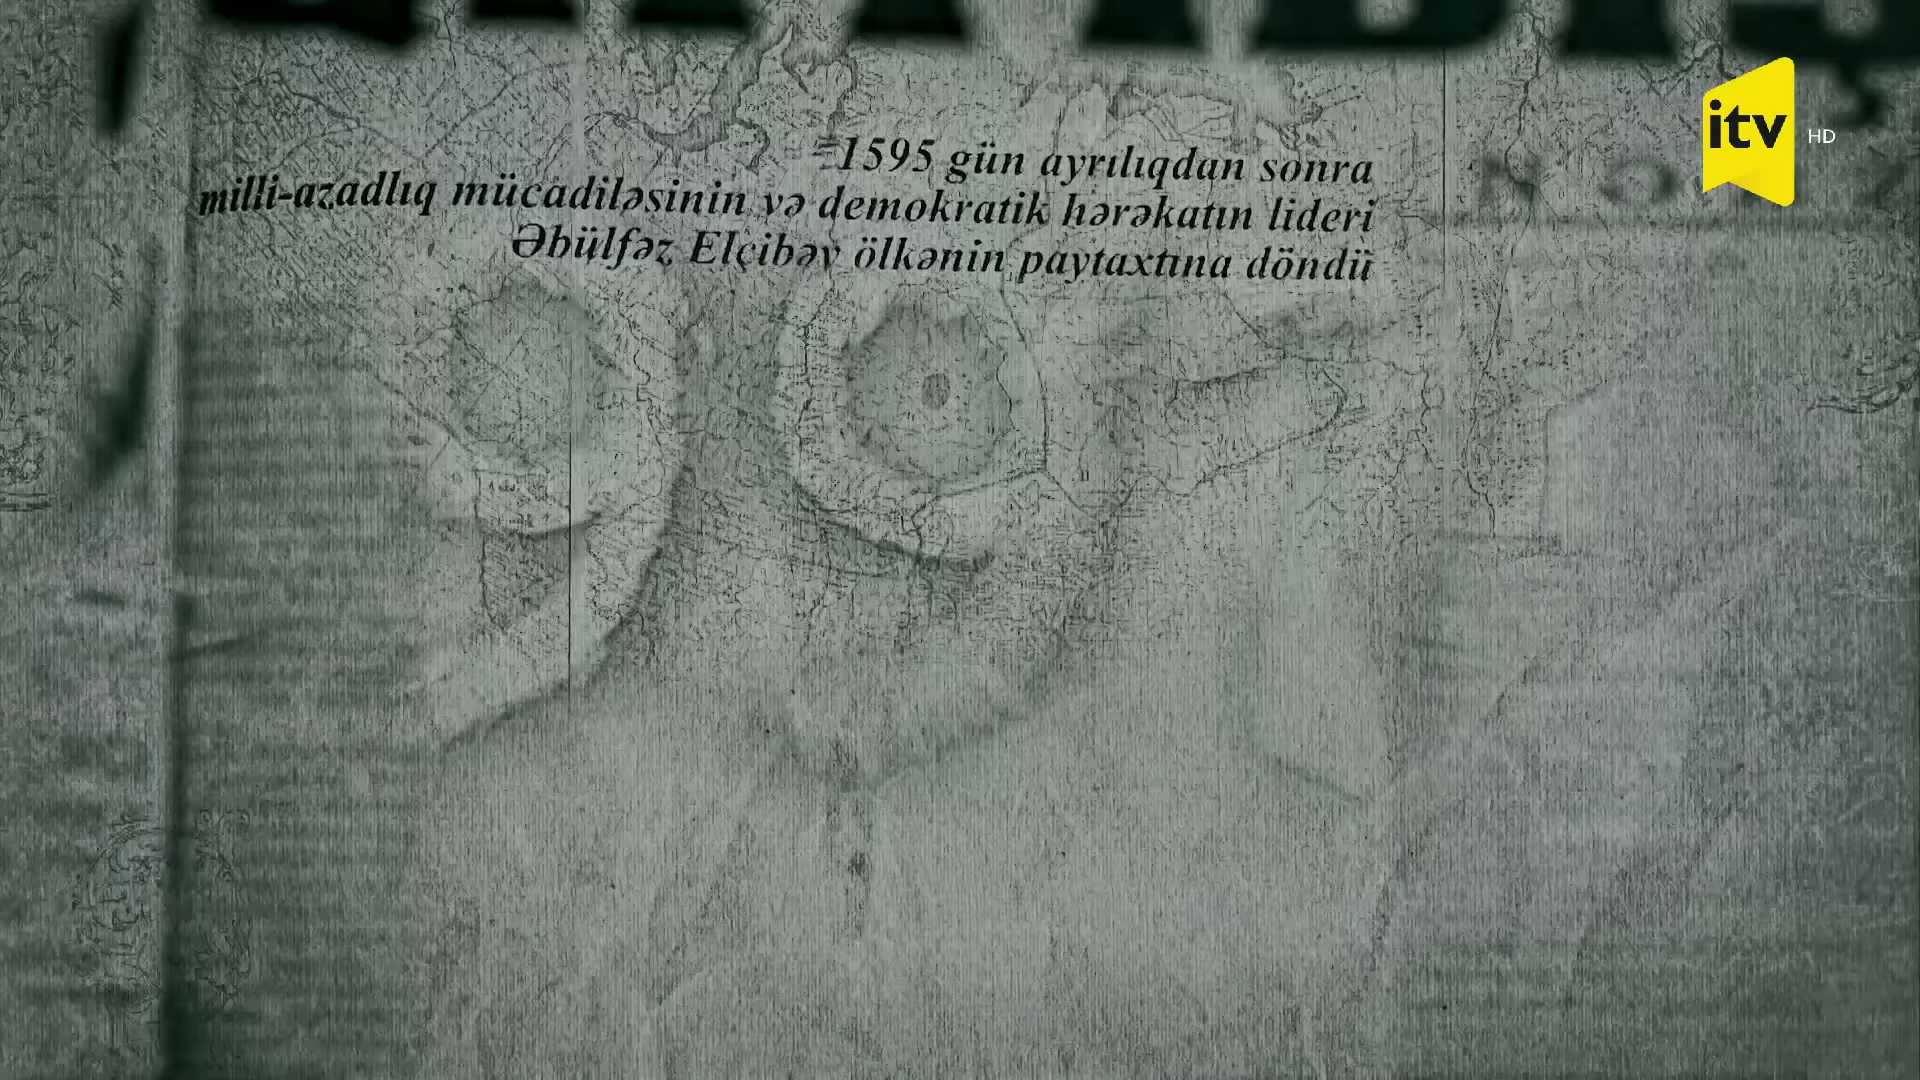 1595 gün ayrılıqdan sonra
milli-azadlıq mücadiləsinin və demokratik hərəkatın lideri
Əbülfəz Elçibəy ölkənin paytaxtına döndü
itv HD